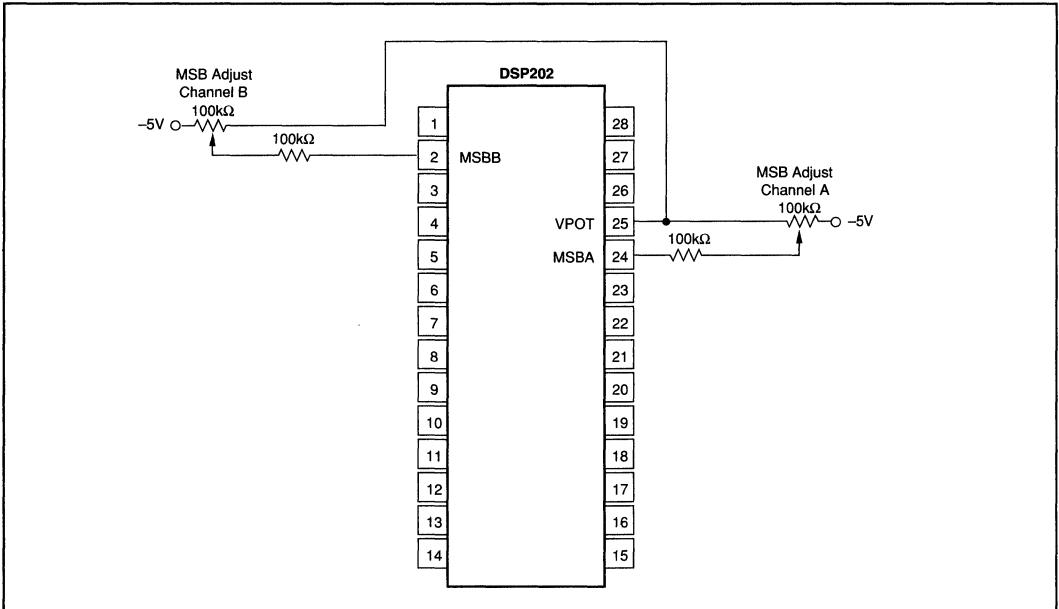 DSP202
MSB Adjust
Channel B
100kΩ
–5V
100kΩ
MSB Adjust
Channel A
100kΩ
–5V
100kΩ
1
2
3
4
5
6
7
8
9
10
11
12
13
14
MSBB
VPOT
MSBA
28
27
26
25
24
23
22
21
20
19
18
17
16
15